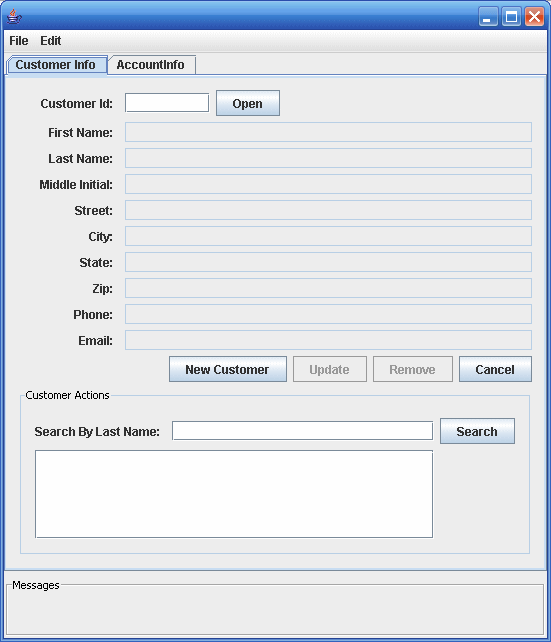 File Edit
Customer Info AccountInfo
Customer Id: Open
First Name:
Last Name:
Middle Initial:
Street:
City:
State:
Zip:
Phone:
Email:
New Customer Update Remove Cancel
Customer Actions
Search By Last Name: Search
Messages